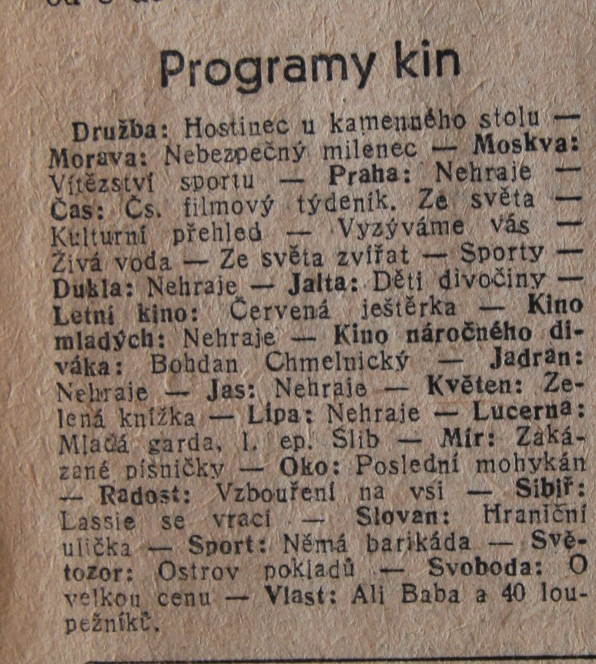 Programy kin
Družba: Hostinec u kamenného stolu —
Morava: Nebezpečný milenec — Moskva:
Vítězství sportu — Praha: Nehraje —
Čas: Čs. filmový týdeník. Ze světa —
Kulturní přehled — Vyzýváme vás —
Živá voda — Ze světa zvířat — Sporty —
Dukla: Nehraje — Jalta: Děti divočiny —
Letní kino: Červená ještěrka — Kino
mladých: Nehraje — Kino náročného di-
váka: Bohdan Chmelnický — Jadran:
Nehraje — Jas: Nehraje — Květen: Ze-
lená knížka — Lípa: Nehraje — Lucerna:
Mladá garda, I. ep. Slib — Mír: Zaká-
zané písničky — Oko: Poslední mohykán
— Radost: Vzbouření na vsi — Sibiř:
Lassie se vrací — Slovan: Hraniční
ulička — Sport: Němá barikáda — Svě-
tozor: Ostrov pokladů — Svoboda: O
velkou cenu — Vlast: Ali Baba a 40 lou-
pežníků.